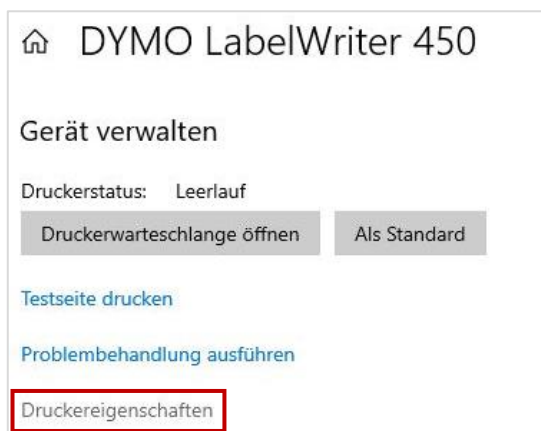 DYMO LabelWriter 450
Gerät verwalten
Druckerstatus: Leerlauf
Druckerwarteschlange öffnen Als Standard
Testseite drucken
Problembehandlung ausführen
Druckereigenschaften